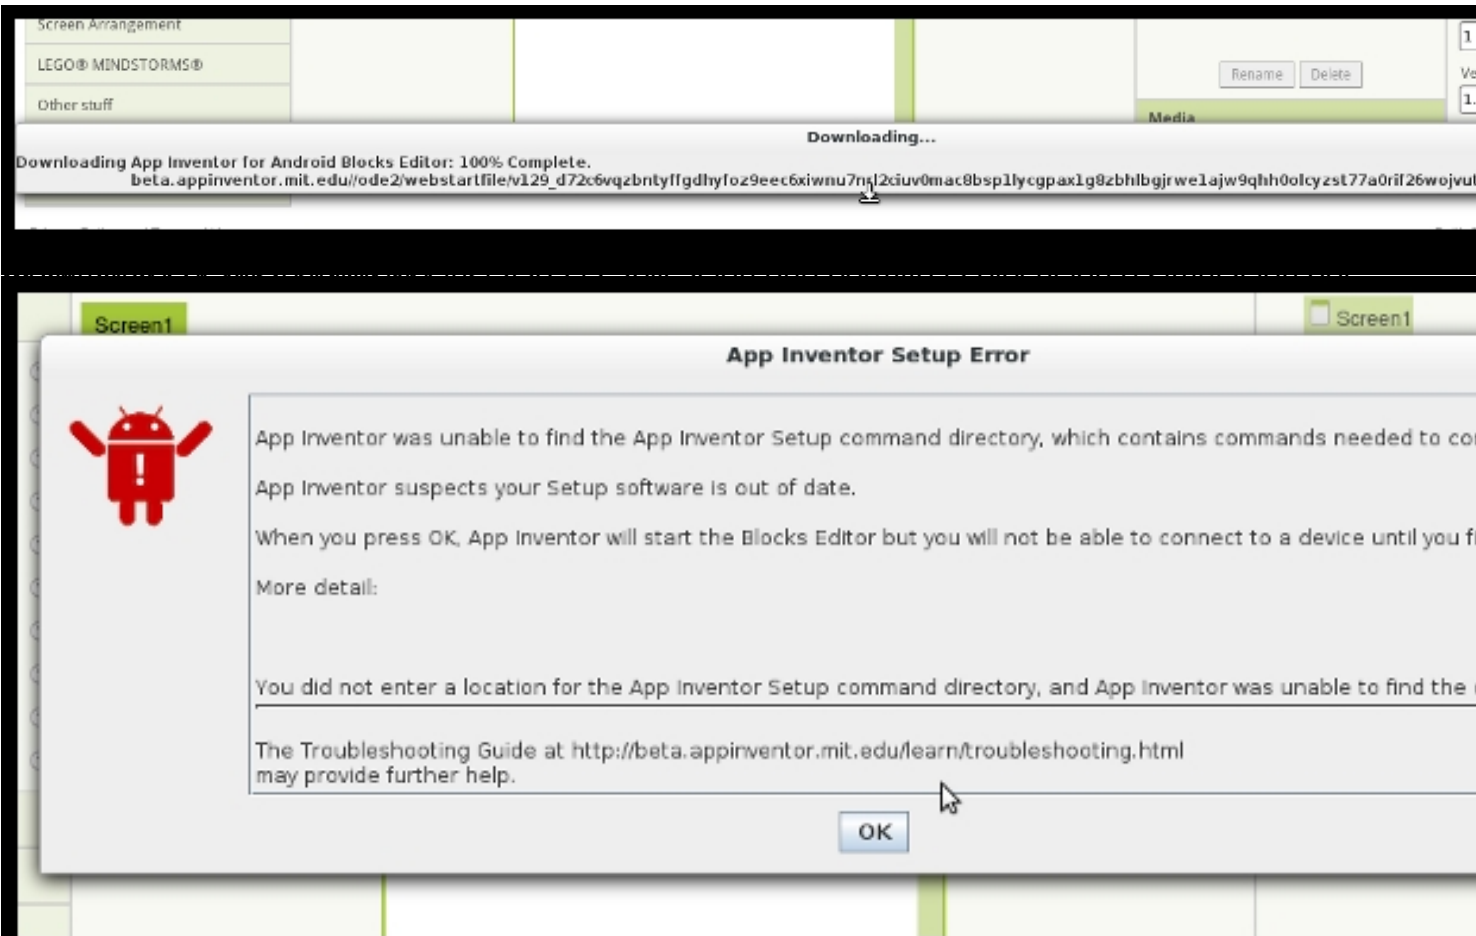 Screen Arrangement
LEGO® MINDSTORMS®
Other stuff
Rename Delete
1
Ve
1.
Media
Downloading...
Downloading App Inventor for Android Blocks Editor: 100% Complete.
Screen1
Screen1
App Inventor Setup Error
App Inventor was unable to find the App Inventor Setup command directory, which contains commands needed to co
App Inventor suspects your Setup software is out of date.
When you press OK, App Inventor will start the Blocks Editor but you will not be able to connect to a device until you fi
More detail:
You did not enter a location for the App Inventor Setup command directory, and App Inventor was unable to find the
The Troubleshooting Guide at http://beta.appinventor.mit.edu/learn/troubleshooting.html
may provide further help.
OK